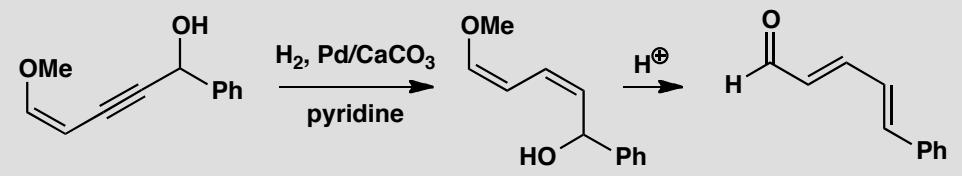 OH
OMe
Ph
H₂, Pd/CaCO₃
pyridine
OMe
HO
Ph
H⊕
O
H
Ph